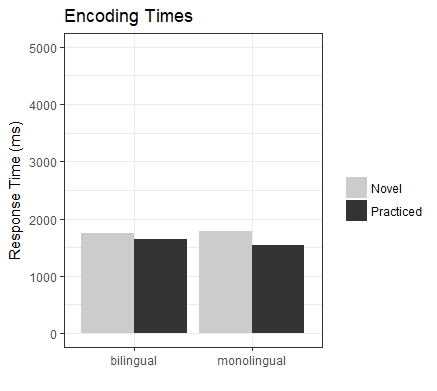 Encoding Times
Response Time (ms)
5000
4000
3000
2000
1000
0
bilingual
monolingual
Novel
Practiced